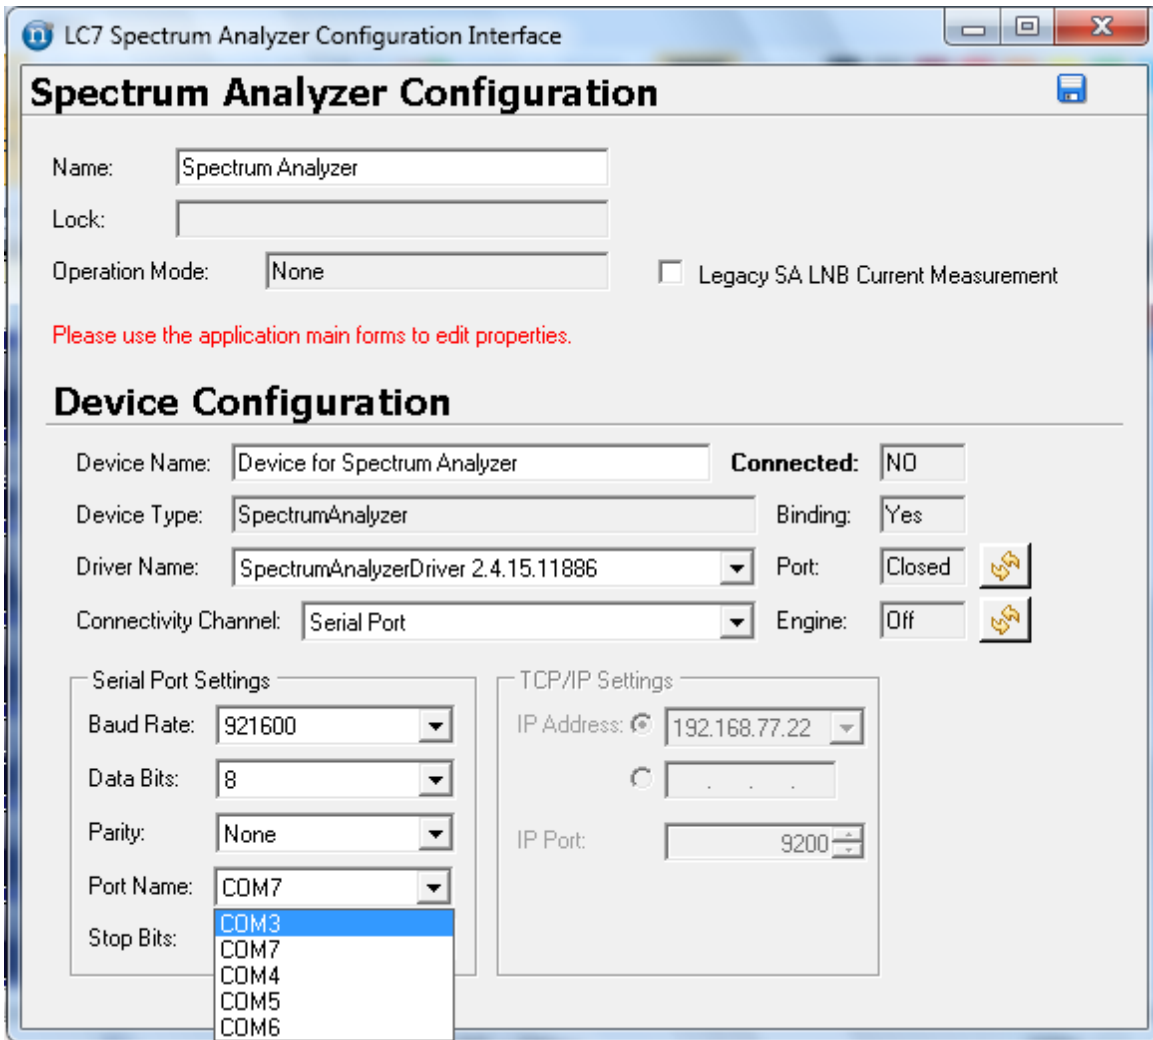 LC7 Spectrum Analyzer Configuration Interface
Spectrum Analyzer Configuration
Name: Spectrum Analyzer
Lock:
Operation Mode: None Legacy SA LNB Current Measurement
Please use the application main forms to edit properties.
Device Configuration
Device Name: Device for Spectrum Analyzer Connected: NO
Device Type: SpectrumAnalyzer Binding: Yes
Driver Name: SpectrumAnalyzerDriver 2.4.15.11886 Port: Closed
Connectivity Channel: Serial Port Engine: Off
Serial Port Settings TCP/IP Settings
Baud Rate: 921600 IP Address: 192.168.77.22
Data Bits: 8 . . .
Parity: None IP Port: 9200
Port Name: COM7
COM3
Stop Bits: COM7
COM4
COM5
COM6